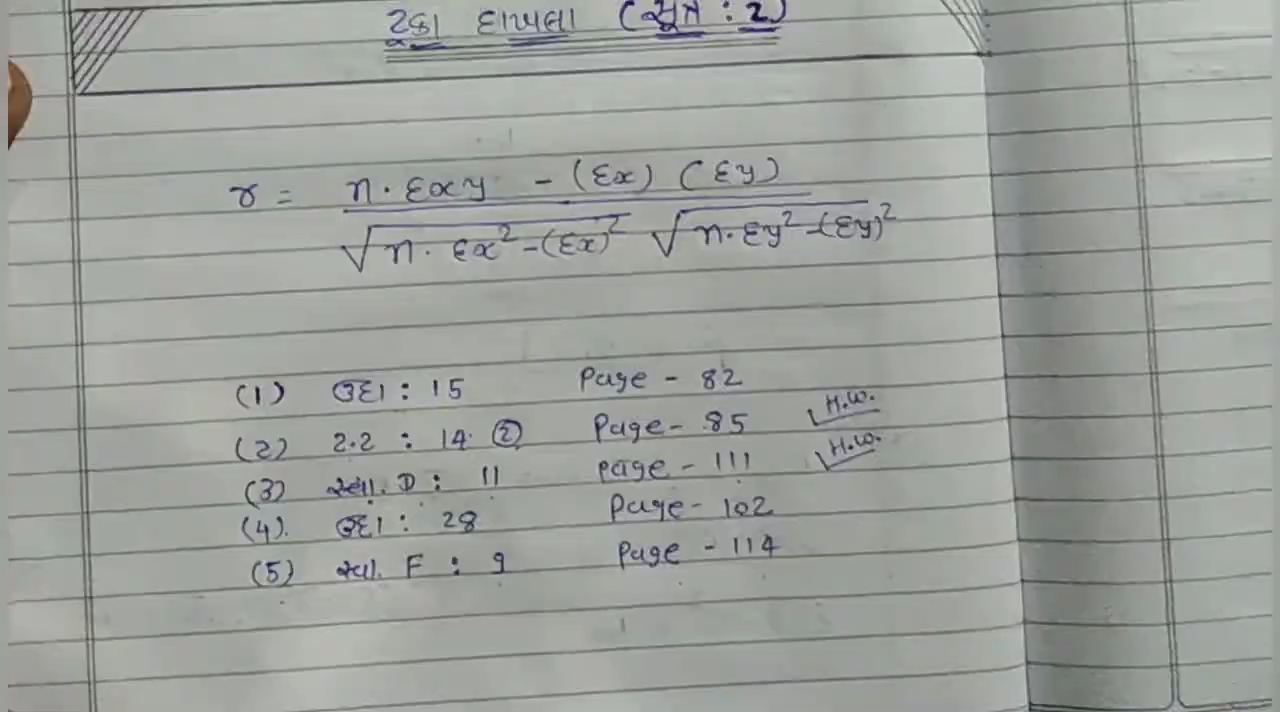 ટૂંકા દાખલા (સૂત્ર : 2)
r = n · Σxy - (Σx) (Σy)
√n · Σx² - (Σx)² √n · Σy² - (Σy)²
(1) ઉદા : 15 Page - 82
(2) 2.2 : 14 ② Page - 85 H.W.
(3) સ્વા. D : 11 page - 111 H.W.
(4). ઉદા : 28 Page - 102
(5) સ્વા. F : 9 Page - 114